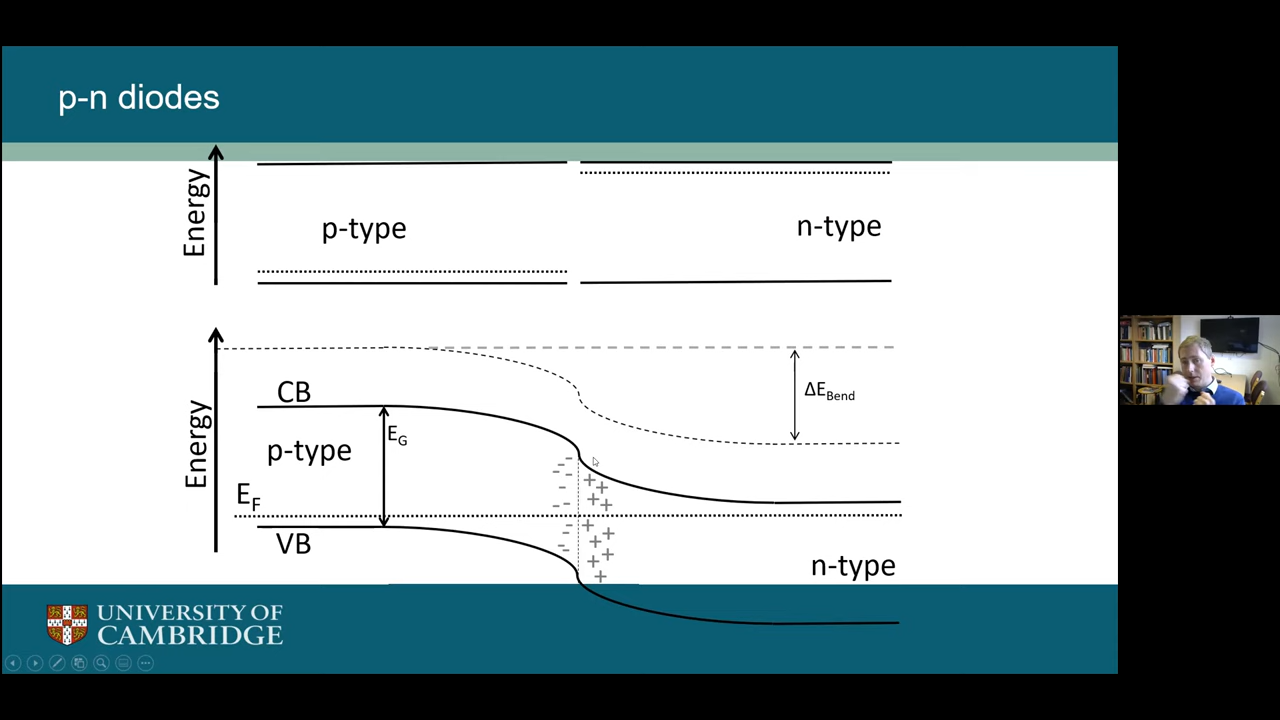 p-n diodes
Energy
p-type
n-type
Energy
CB
ΔE_Bend
E_G
p-type
E_F
VB
n-type
UNIVERSITY OF
CAMBRIDGE